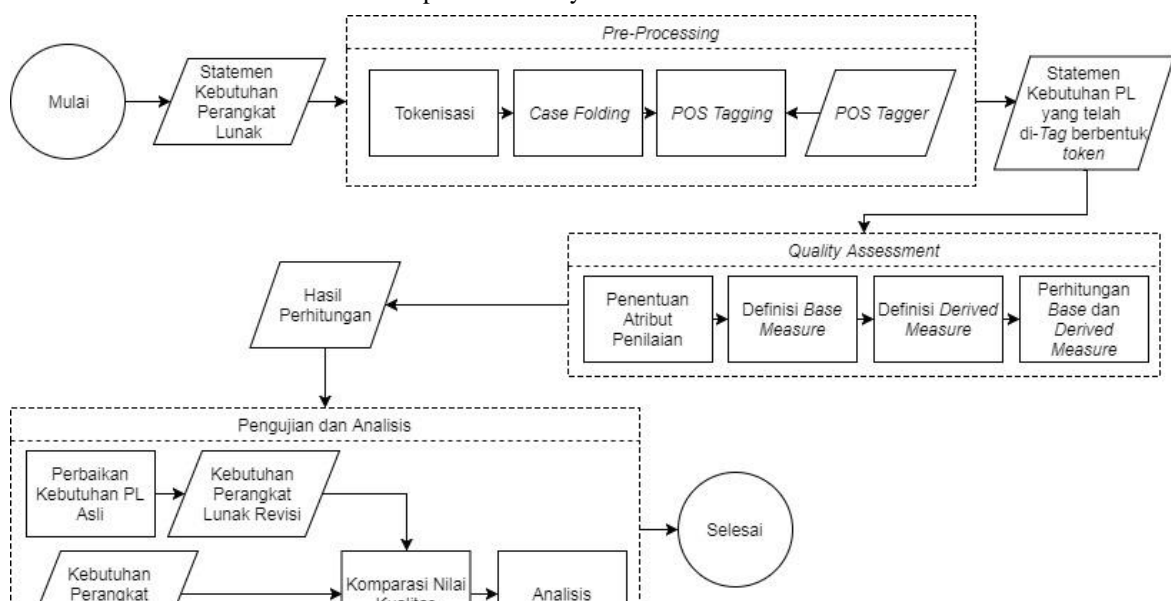 Pre-Processing
Mulai
Statemen
Kebutuhan
Perangkat
Lunak
Tokenisasi
Case Folding
POS Tagging
POS Tagger
Statemen
Kebutuhan PL
yang telah
di-Tag berbentuk
token
Quality Assessment
Penentuan
Atribut
Penilaian
Definisi Base
Measure
Definisi Derived
Measure
Perhitungan
Base dan
Derived
Measure
Hasil
Perhitungan
Pengujian dan Analisis
Perbaikan
Kebutuhan PL
Asli
Kebutuhan
Perangkat
Lunak Revisi
Selesai
Kebutuhan
Perangkat
Komparasi Nilai
Kualitas
Analisis